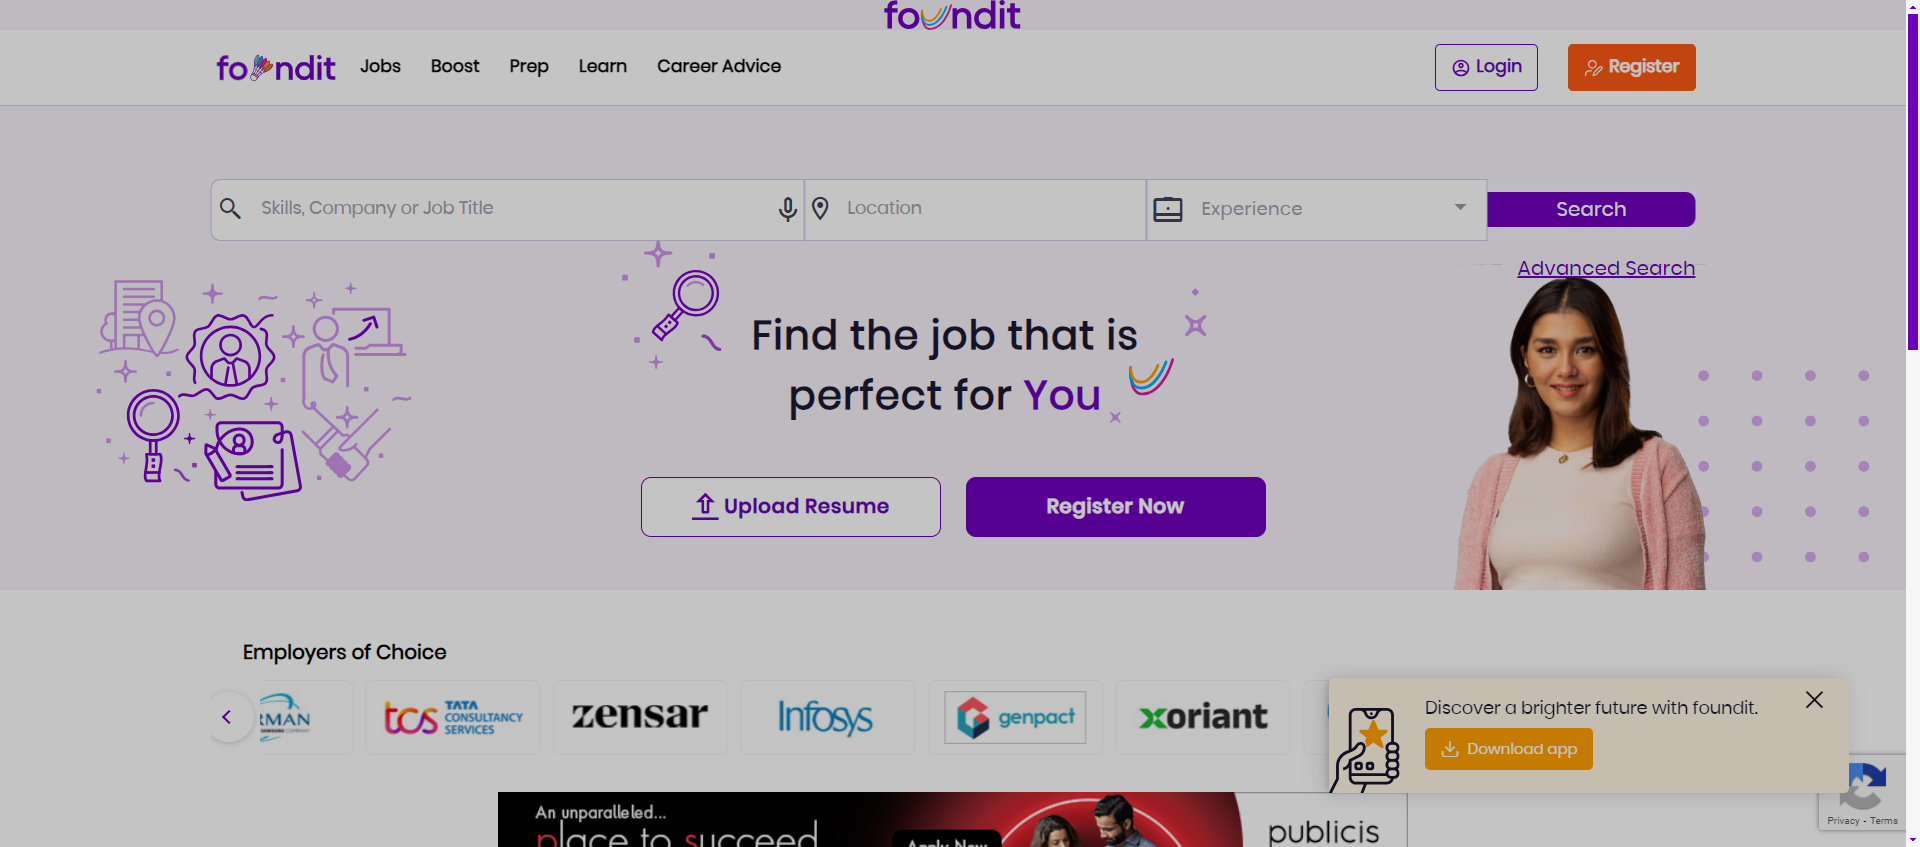 foundit
foundit Jobs Boost Prep Learn Career Advice Login Register
Skills, Company or Job Title Location Experience Search
Advanced Search
Find the job that is
perfect for You
Upload Resume Register Now
Employers of Choice
RMAN
SAMSUNG COMPANY
tcs TATA
CONSULTANCY
SERVICES
zensar
Infosys
genpact
xoriant
Discover a brighter future with foundit.
Download app
Privacy - Terms
An unparalleled...
place to succeed
Apply Now
publicis